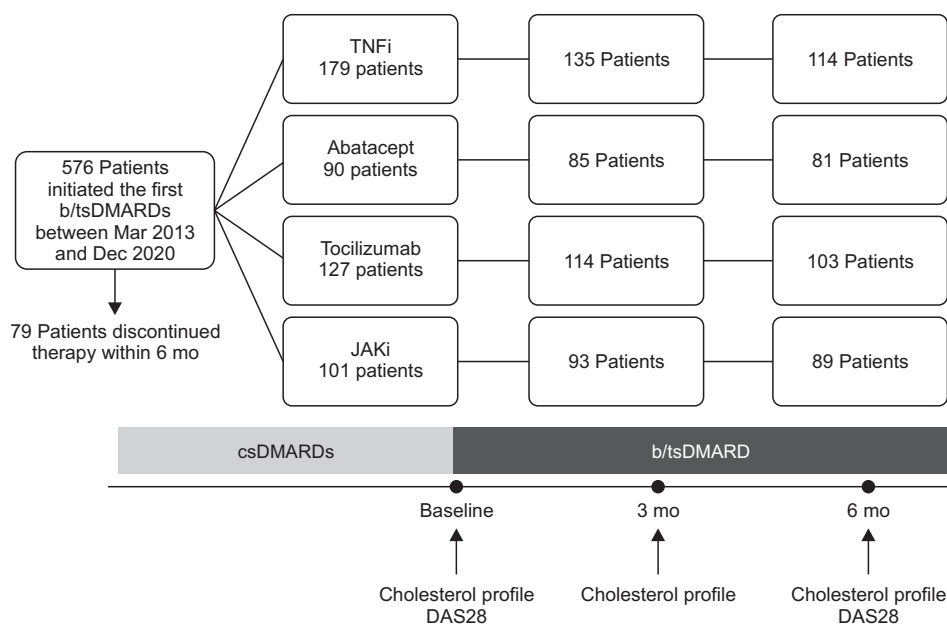 576 Patients
initiated the first
b/tsDMARDs
between Mar 2013
and Dec 2020
79 Patients discontinued
therapy within 6 mo
TNFi
179 patients
135 Patients
114 Patients
Abatacept
90 patients
85 Patients
81 Patients
Tocilizumab
127 patients
114 Patients
103 Patients
JAKi
101 patients
93 Patients
89 Patients
csDMARDs
b/tsDMARD
Baseline
3 mo
6 mo
Cholesterol profile
DAS28
Cholesterol profile
Cholesterol profile
DAS28